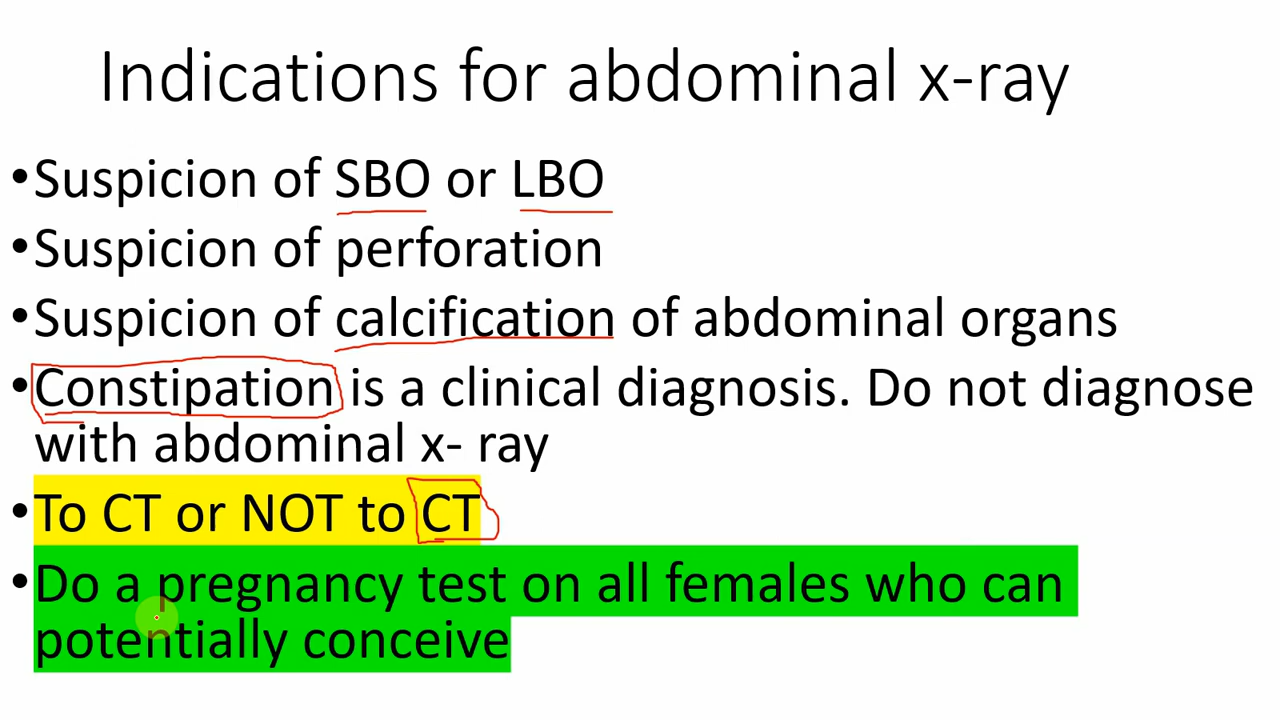 Indications for abdominal x-ray
•Suspicion of SBO or LBO
•Suspicion of perforation
•Suspicion of calcification of abdominal organs
•Constipation is a clinical diagnosis. Do not diagnose
with abdominal x- ray
•To CT or NOT to CT
•Do a pregnancy test on all females who can
potentially conceive